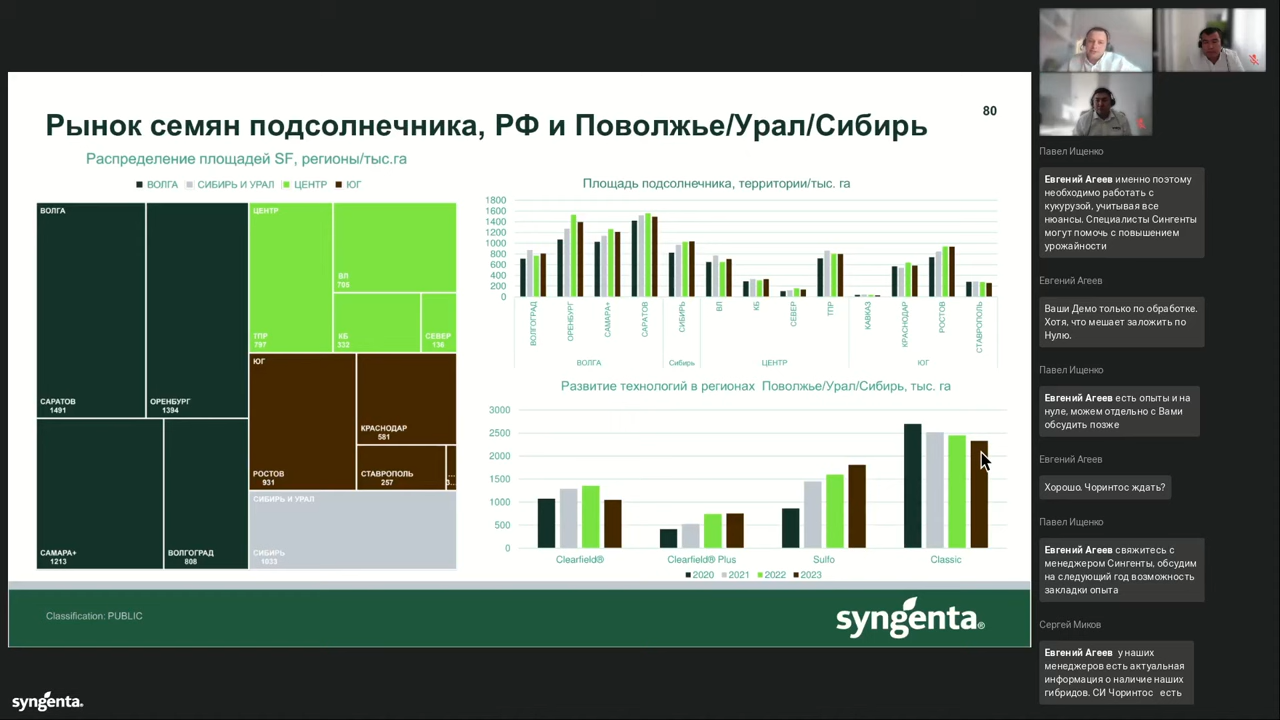 Рынок семян подсолнечника, РФ и Поволжье/Урал/Сибирь
80
Распределение площадей SF, регионы/тыс.га
ВОЛГА СИБИРЬ И УРАЛ ЦЕНТР ЮГ
ВОЛГА
САРАТОВ
1491
ОРЕНБУРГ
1394
САМАРА+
1213
ВОЛГОГРАД
808
ЦЕНТР
ТПР
787
ВЛ
708
КБ
333
СЕВЕР
136
ЮГ
РОСТОВ
931
КРАСНОДАР
581
СТАВРОПОЛЬ
257
...
3...
СИБИРЬ И УРАЛ
СИБИРЬ
1033
Площадь подсолнечника, территории/тыс. га
1800
1600
1400
1200
1000
800
600
400
200
0
ВОЛГОГРАД
ОРЕНБУРГ
САМАРА+
САРАТОВ
СИБИРЬ
ВЛ
КБ
СЕВЕР
ТПР
КАВКАЗ
КРАСНОДАР
РОСТОВ
СТАВРОПОЛЬ
ВОЛГА Сибирь ЦЕНТР ЮГ
Развитие технологий в регионах Поволжье/Урал/Сибирь, тыс. га
3000
2500
2000
1500
1000
500
0
Clearfield® Clearfield® Plus Sulfo Classic
2020 2021 2022 2023
Classification: PUBLIC
syngenta®
syngenta.
Павел Ищенко
Евгений Агеев именно поэтому
необходимо работать с
кукурузой, учитывая все
нюансы. Специалисты Сингенты
могут помочь с повышением
урожайности
Евгений Агеев
Ваши Демо только по обработке.
Хотя, что мешает заложить по
Нулю.
Павел Ищенко
Евгений Агеев есть опыты и на
нуле, можем отдельно с Вами
обсудить позже
Евгений Агеев
Хорошо. Чоринтос ждать?
Павел Ищенко
Евгений Агеев свяжитесь с
менеджером Сингенты, обсудим
на следующий год возможность
закладки опыта
Сергей Миков
Евгений Агеев у наших
менеджеров есть актуальная
информация о наличие наших
гибридов. СИ Чоринтос есть